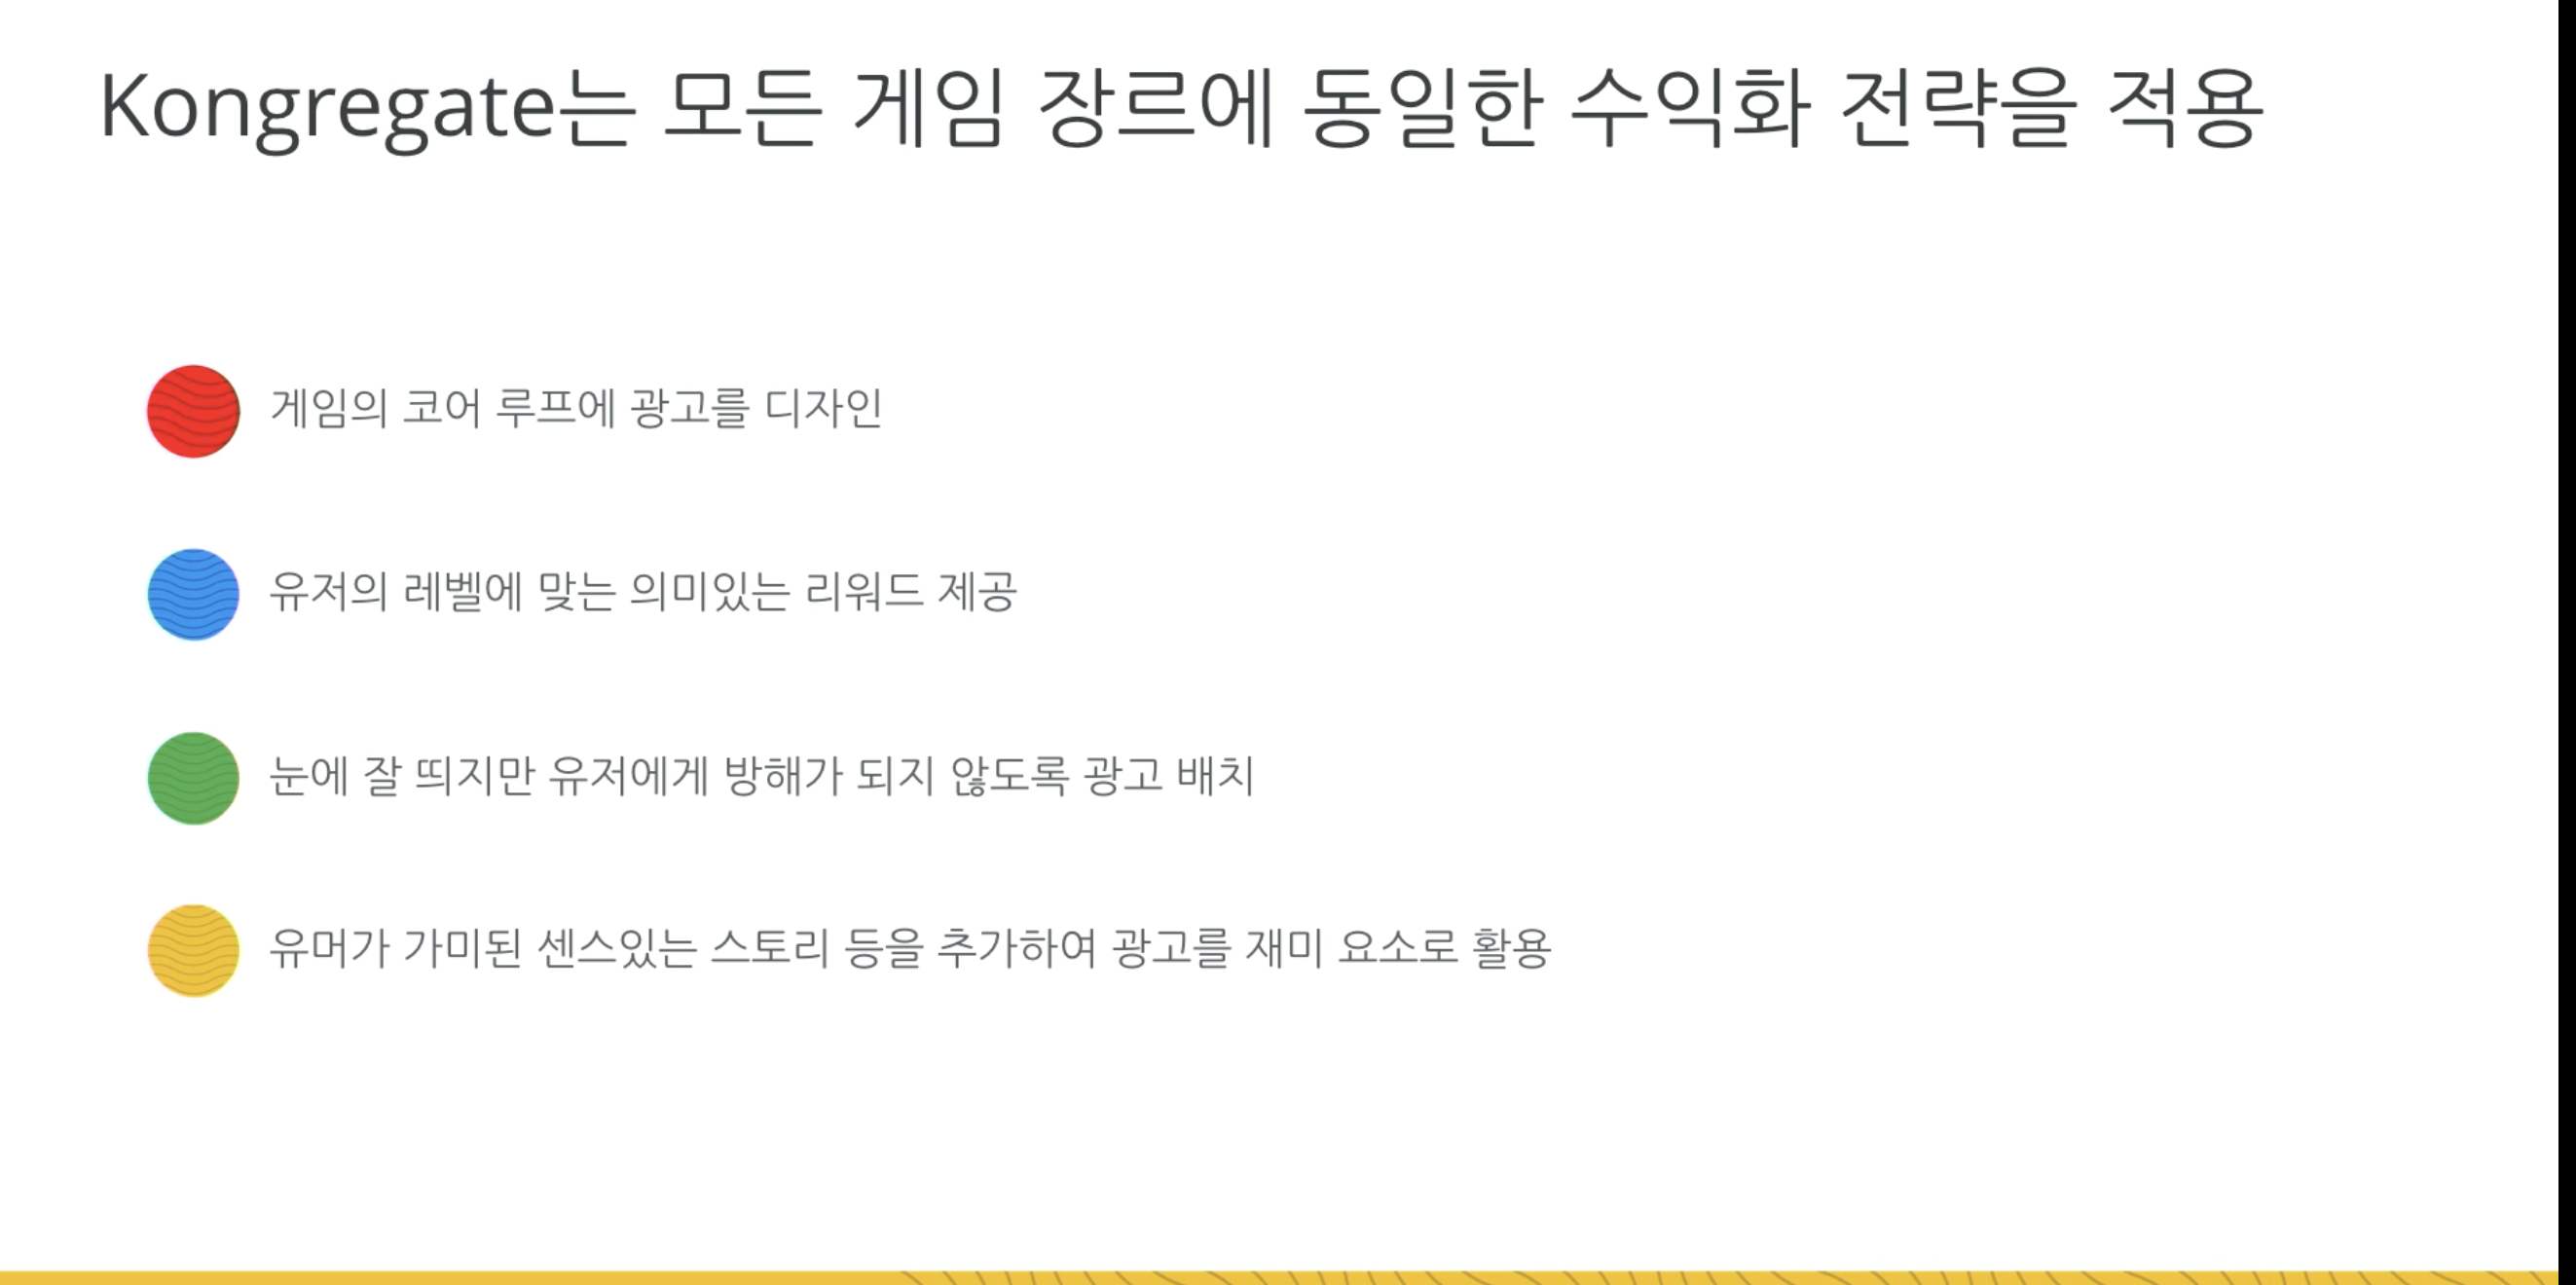 Kongregate는 모든 게임 장르에 동일한 수익화 전략을 적용
게임의 코어 루프에 광고를 디자인
유저의 레벨에 맞는 의미있는 리워드 제공
눈에 잘 띄지만 유저에게 방해가 되지 않도록 광고 배치
유머가 가미된 센스있는 스토리 등을 추가하여 광고를 재미 요소로 활용